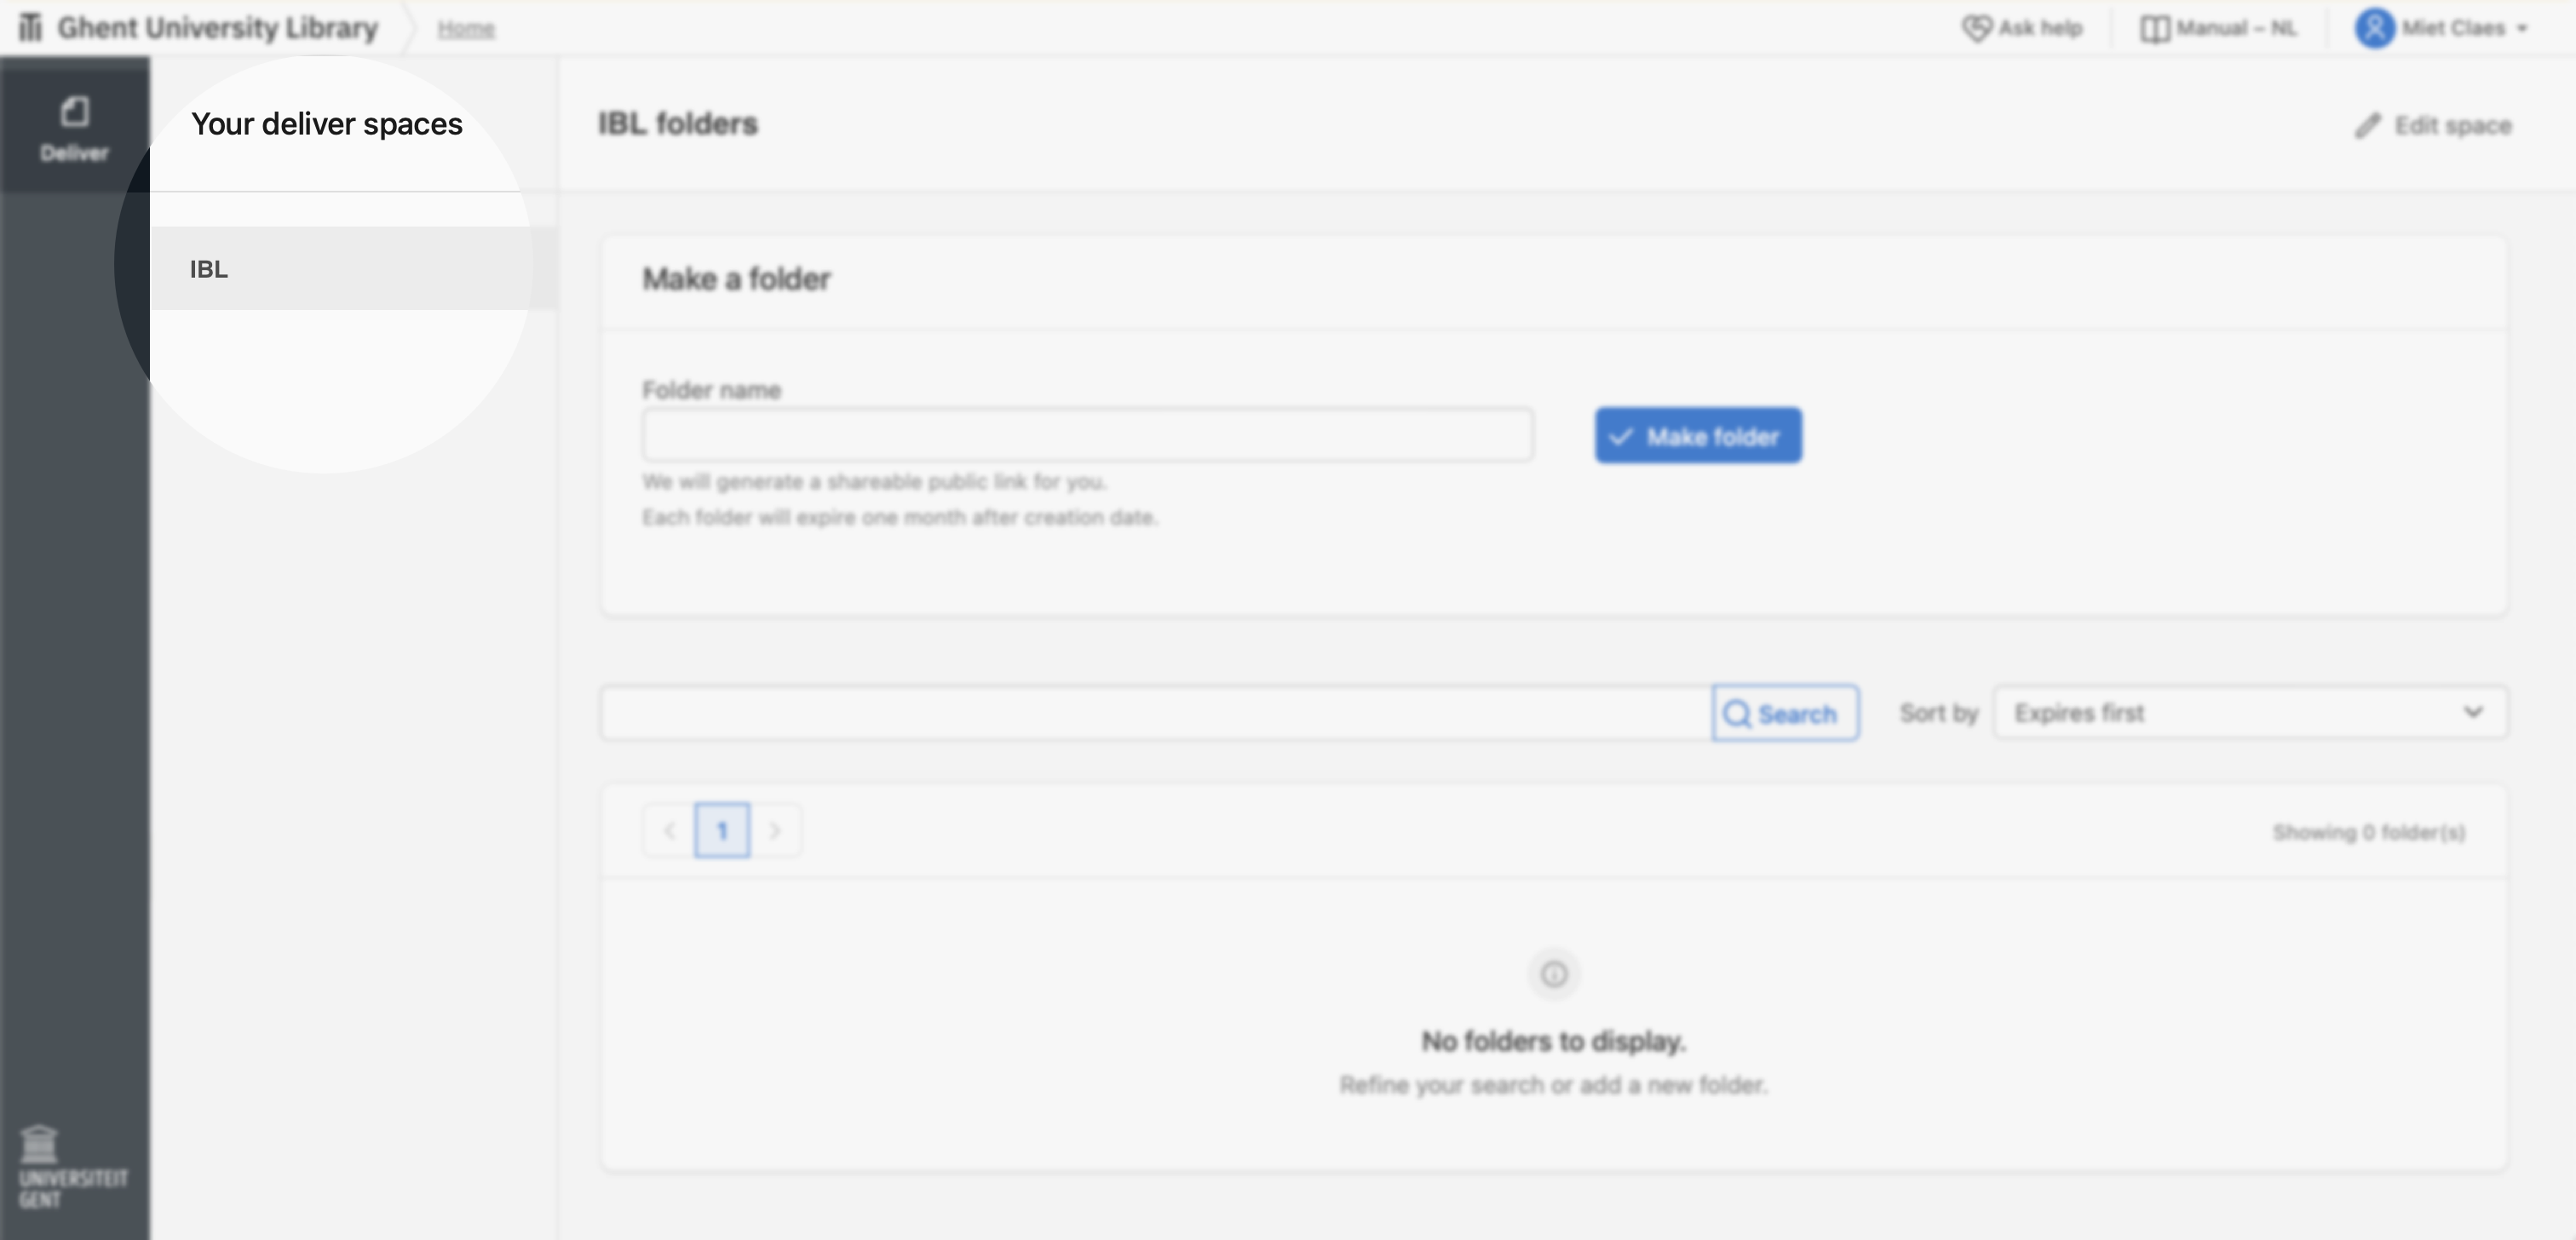 Ghent University Library
Home
Ask help
Manual – NL
Miet Claes
Deliver
Your deliver spaces
IBL
IBL folders
Edit space
Make a folder
Folder name
Make folder
We will generate a shareable public link for you.
Each folder will expire one month after creation date.
Search
Sort by
Expires first
1
Showing 0 folder(s)
No folders to display.
Refine your search or add a new folder.
UNIVERSITEIT
GENT